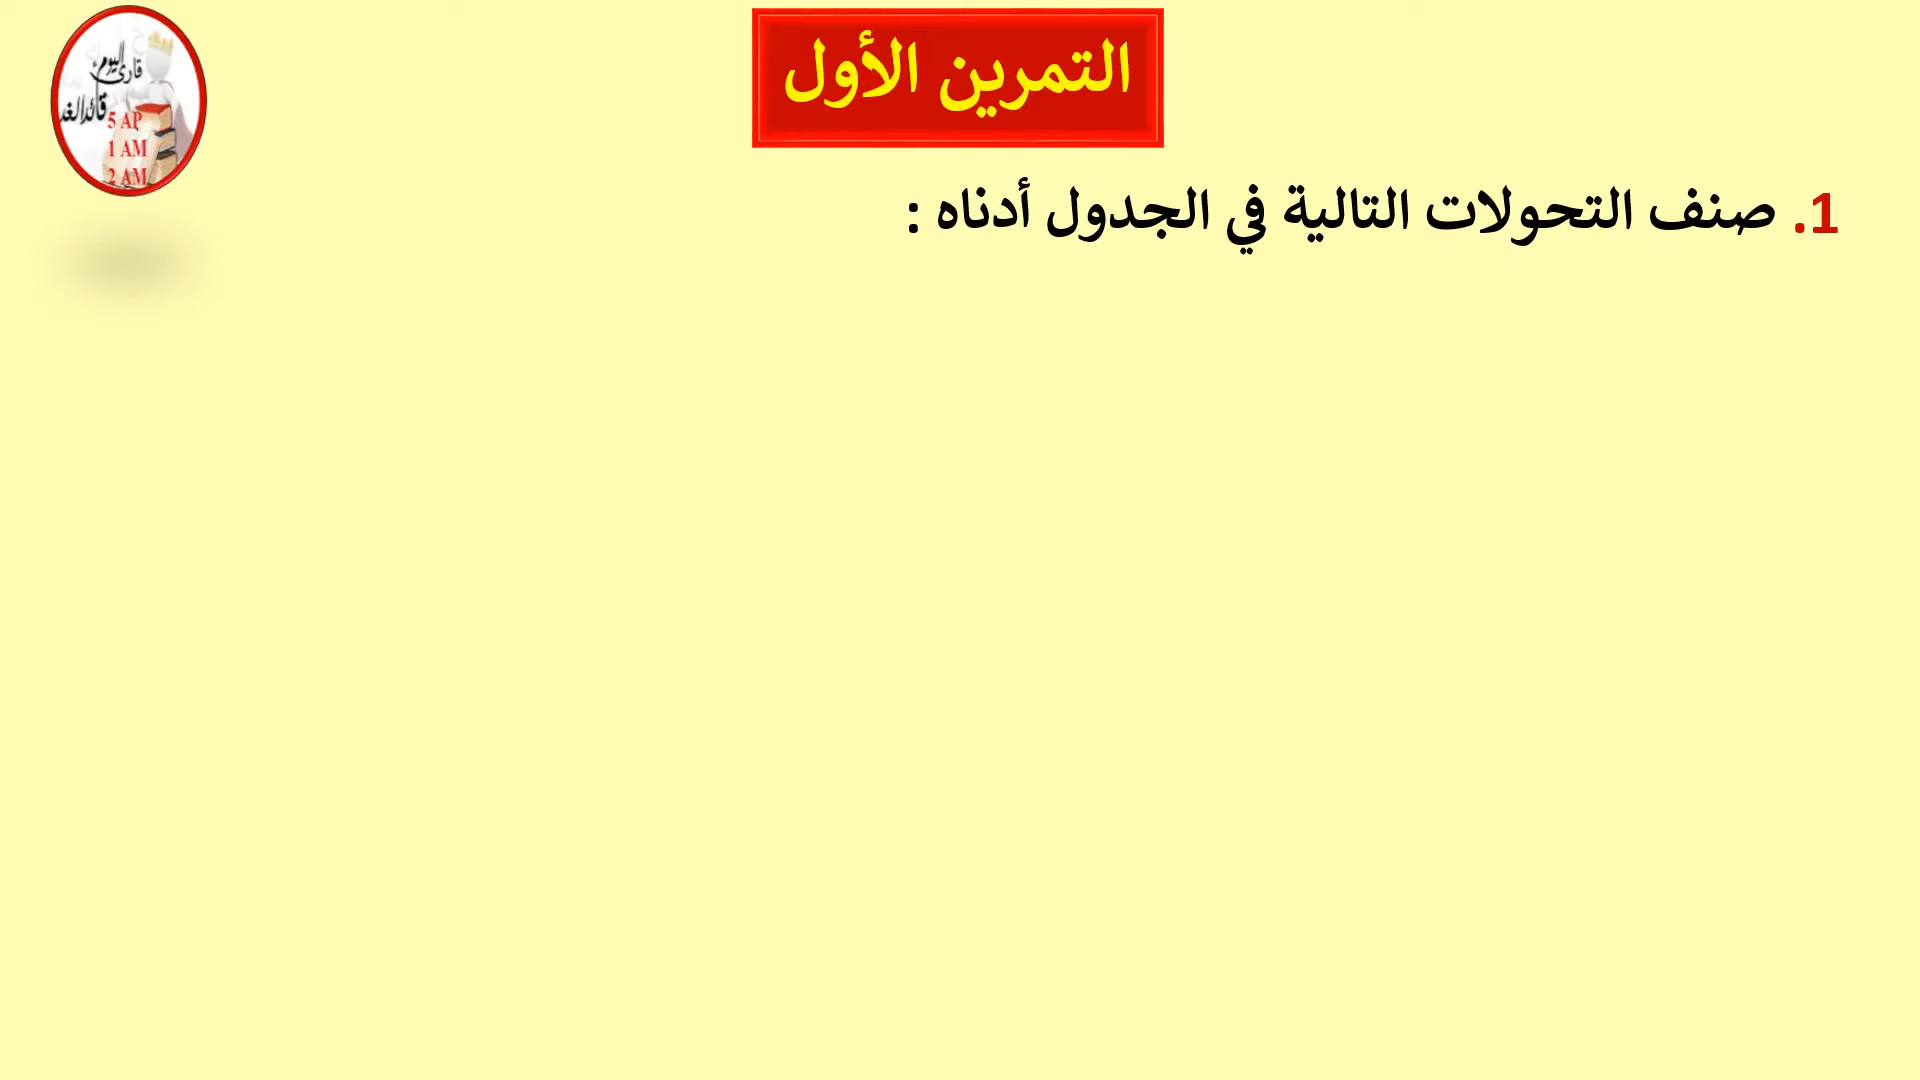 التمرين الأول
قارئ اليوم
قائد الغد
5 AP
1 AM
2 AM
1. صنف التحولات التالية في الجدول أدناه :